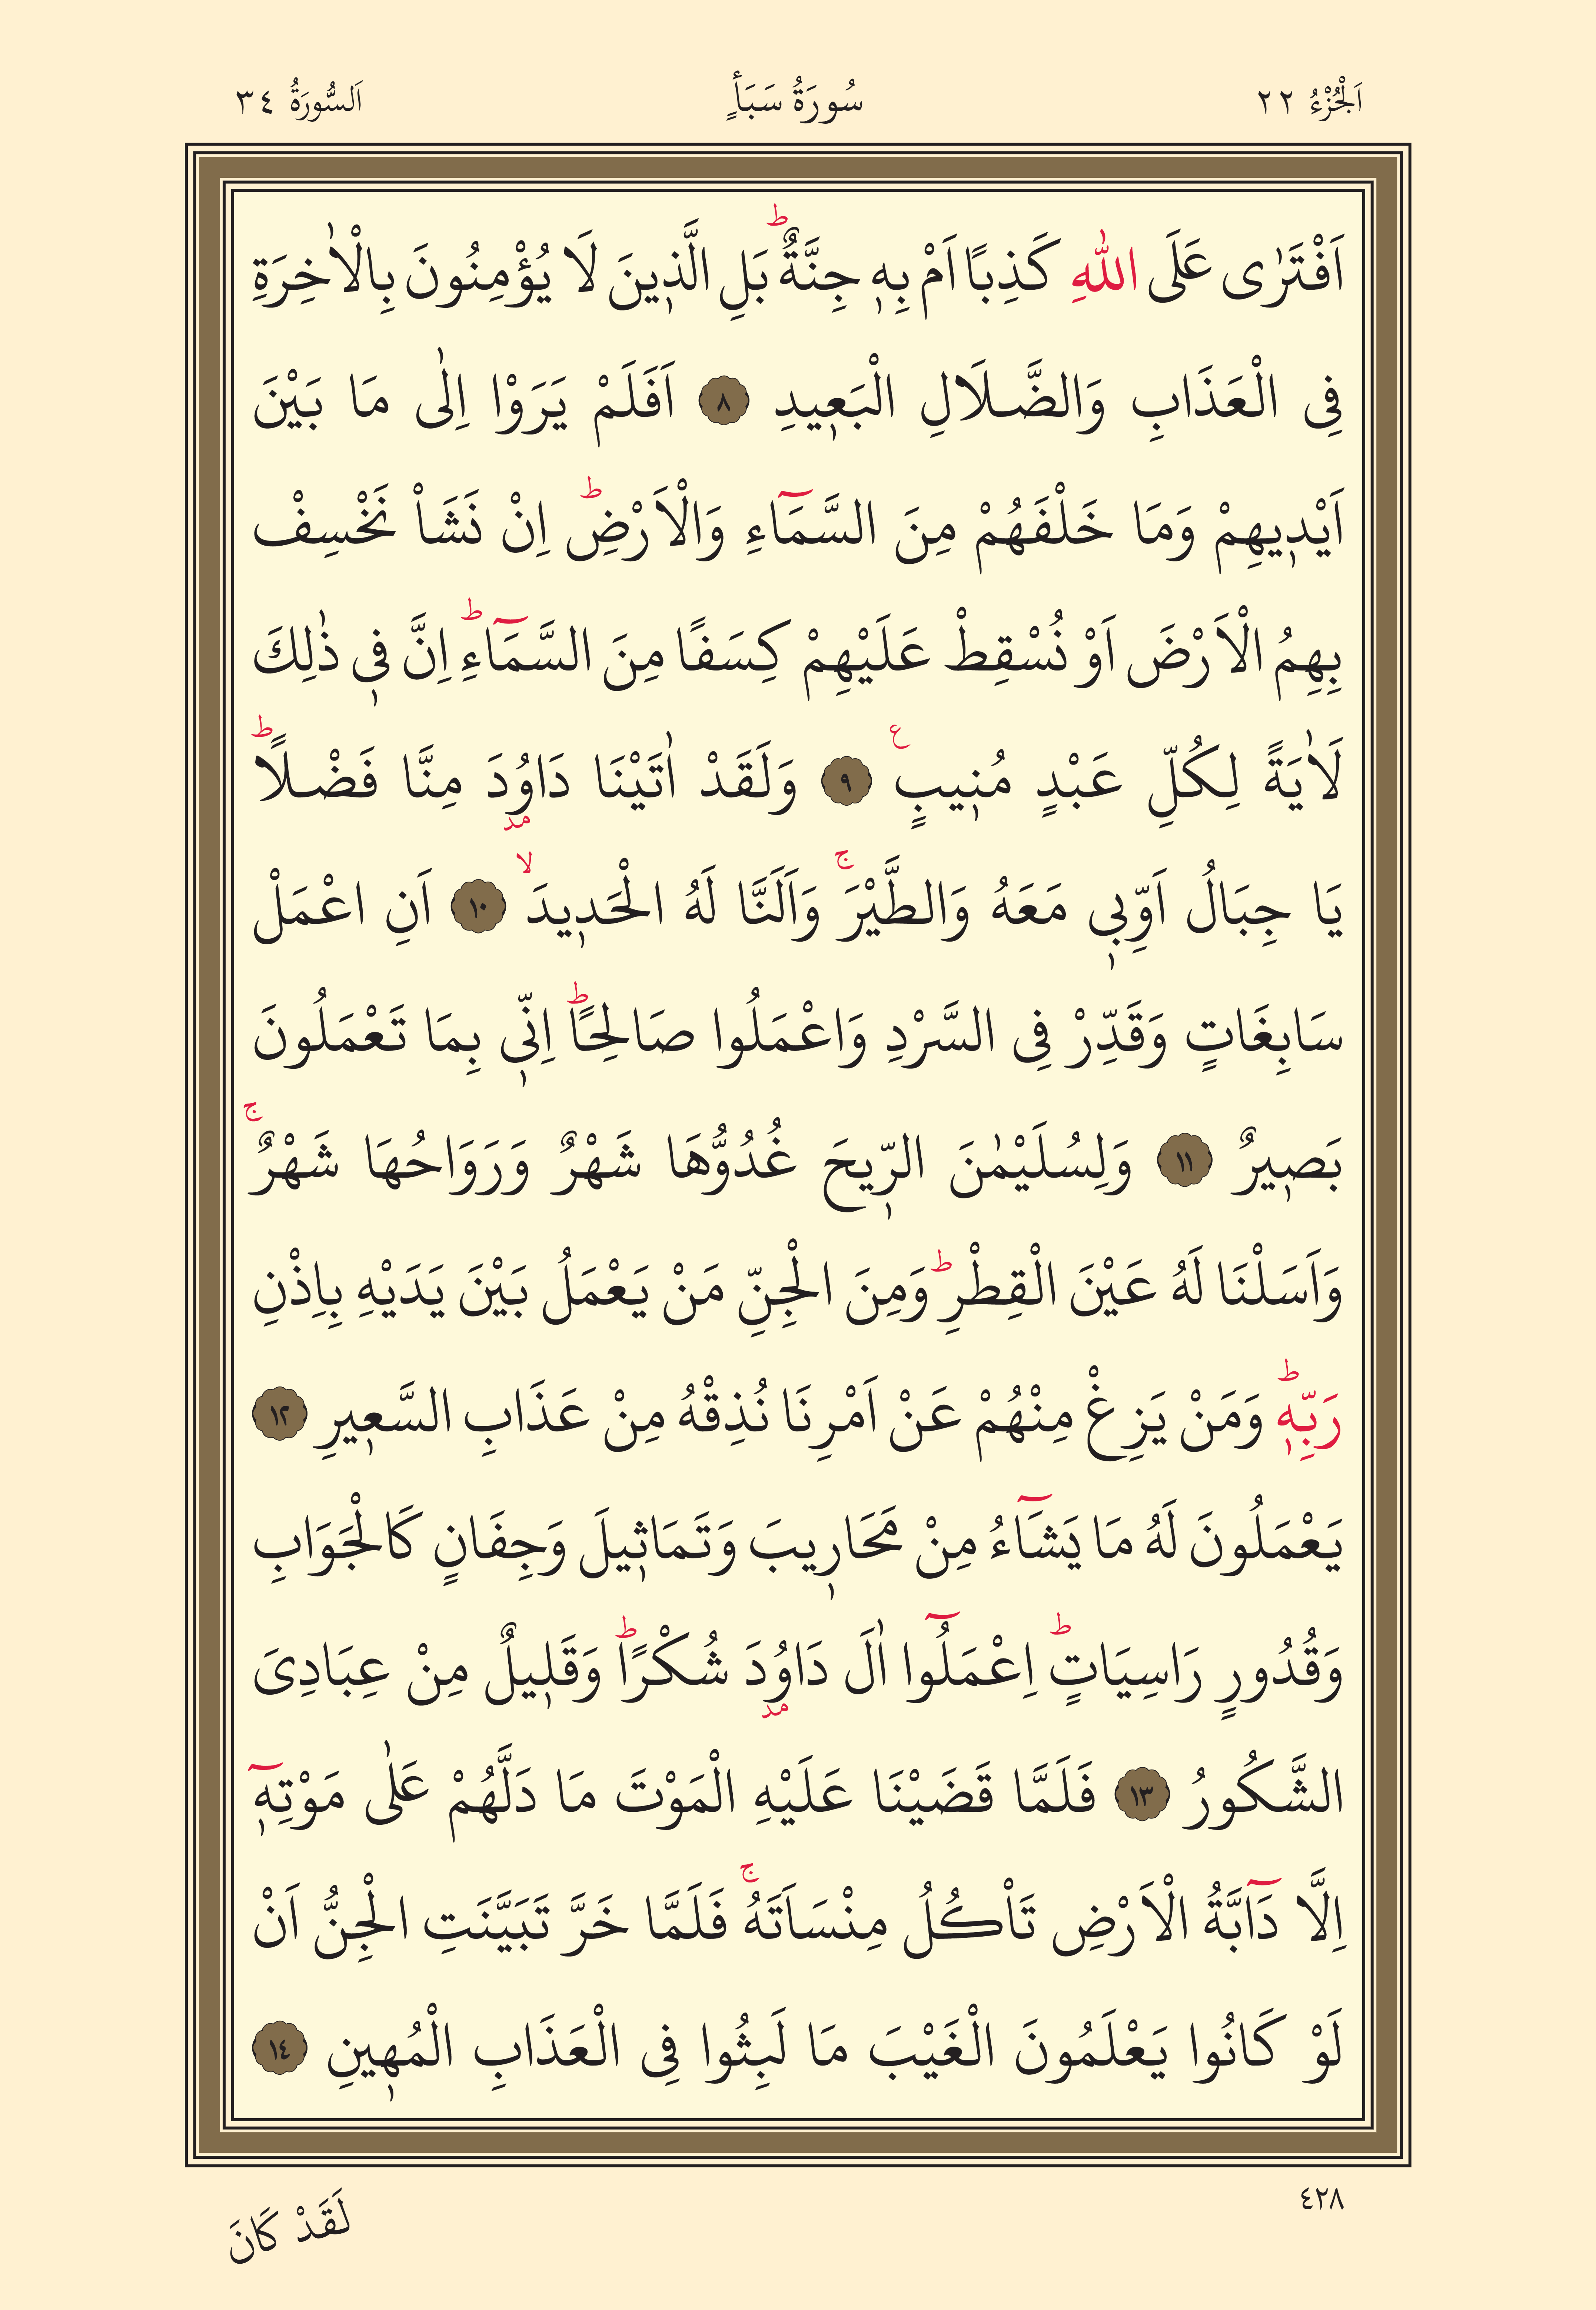 اَلْجُزْءُ ٢٢
سُورَةُ سَبَأٍ
اَلسُّورَةُ ٣٤
اَفْتَرٰى عَلَى اللّٰهِ كَذِبًا اَمْ بِهٖ جِنَّةٌۜ بَلِ الَّذٖينَ لَا يُؤْمِنُونَ بِالْاٰخِرَةِ
فِى الْعَذَابِ وَالضَّلَالِ الْبَعٖيدِ ٨ اَفَلَمْ يَرَوْا اِلٰى مَا بَيْنَ
اَيْدٖيهِمْ وَمَا خَلْفَهُمْ مِنَ السَّمَٓاءِ وَالْاَرْضِۜ اِنْ نَشَاْ نَخْسِفْ
بِهِمُ الْاَرْضَ اَوْ نُسْقِطْ عَلَيْهِمْ كِسَفًا مِنَ السَّمَٓاءِۜ اِنَّ فٖى ذٰلِكَ
لَاٰيَةً لِكُلِّ عَبْدٍ مُنٖيبٍ ع ٩ وَلَقَدْ اٰتَيْنَا دَاوُدَ مِنَّا فَضْلًاۜ
يَا جِبَالُ اَوِّبٖى مَعَهُ وَالطَّيْرَۚ وَاَلَنَّا لَهُ الْحَدٖيدَۙ ١٠ اَنِ اعْمَلْ
سَابِغَاتٍ وَقَدِّرْ فِى السَّرْدِ وَاعْمَلُوا صَالِحًاۜ اِنّٖى بِمَا تَعْمَلُونَ
بَصٖيرٌ ١١ وَلِسُلَيْمٰنَ الرّٖيحَ غُدُوُّهَا شَهْرٌ وَرَوَاحُهَا شَهْرٌۚ
وَاَسَلْنَا لَهُ عَيْنَ الْقِطْرِۜ وَمِنَ الْجِنِّ مَنْ يَعْمَلُ بَيْنَ يَدَيْهِ بِاِذْنِ
رَبِّهٖۜ وَمَنْ يَزِغْ مِنْهُمْ عَنْ اَمْرِنَا نُذِقْهُ مِنْ عَذَابِ السَّعٖيرِ ١٢
يَعْمَلُونَ لَهُ مَا يَشَٓاءُ مِنْ مَحَارٖيبَ وَتَمَاثٖيلَ وَجِفَانٍ كَالْجَوَابِ
وَقُدُورٍ رَاسِيَاتٍۜ اِعْمَلُٓوا اٰلَ دَاوُدَ شُكْرًاۜ وَقَلٖيلٌ مِنْ عِبَادِىَ
الشَّكُورُ ١٣ فَلَمَّا قَضَيْنَا عَلَيْهِ الْمَوْتَ مَا دَلَّهُمْ عَلٰى مَوْتِهٖٓ
اِلَّا دَٓابَّةُ الْاَرْضِ تَاْكُلُ مِنْسَاَتَهُۚ فَلَمَّا خَرَّ تَبَيَّنَتِ الْجِنُّ اَنْ
لَوْ كَانُوا يَعْلَمُونَ الْغَيْبَ مَا لَبِثُوا فِى الْعَذَابِ الْمُهٖينِ ١٤
٤٢٨
لَقَدْ كَانَ